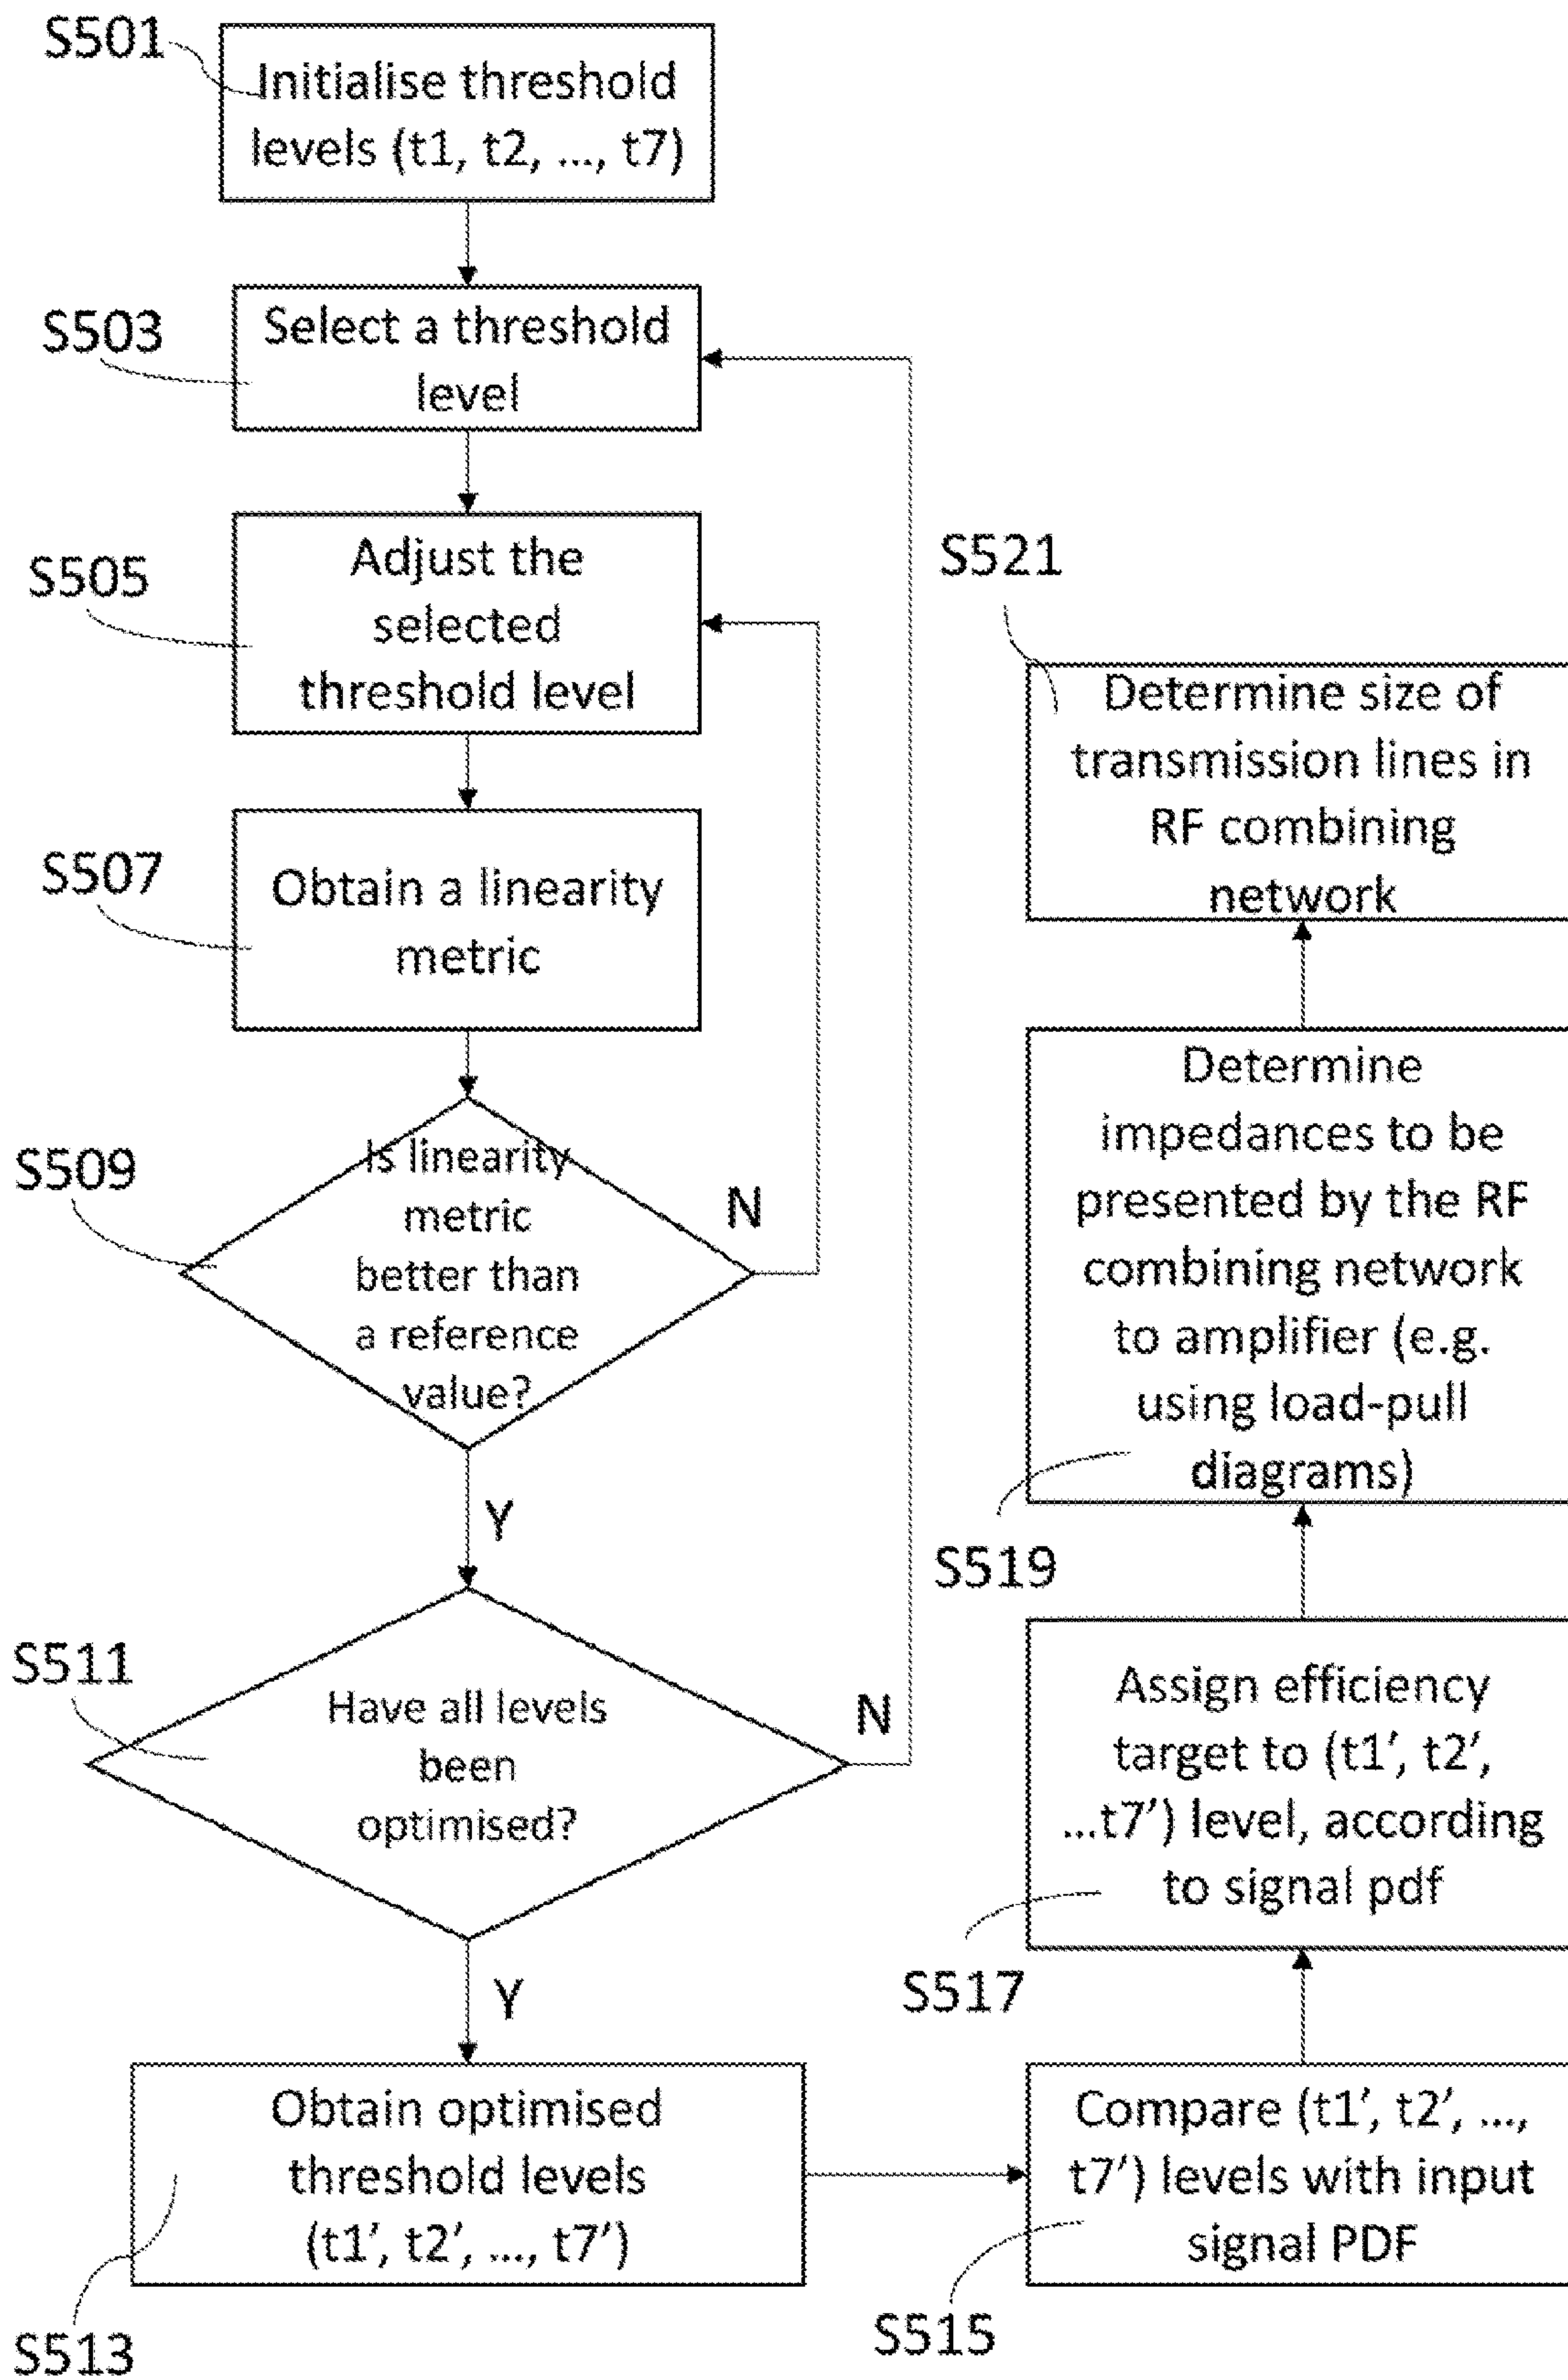 S501
Initialise threshold
levels (t1, t2, ..., t7)
S503
Select a threshold
level
S505
Adjust the
selected
threshold level
S507
Obtain a linearity
metric
S509
Is linearity
metric
better than
a reference
value?
N
Y
S511
Have all levels
been
optimised?
N
Y
Obtain optimised
threshold levels
(t1', t2', ..., t7')
S513
Compare (t1', t2', ...,
t7') levels with input
signal PDF
S515
Assign efficiency
target to (t1', t2',
...t7') level, according
to signal pdf
S517
Determine
impedances to be
presented by the RF
combining network
to amplifier (e.g.
using load-pull
diagrams)
S519
S521
Determine size of
transmission lines in
RF combining
network